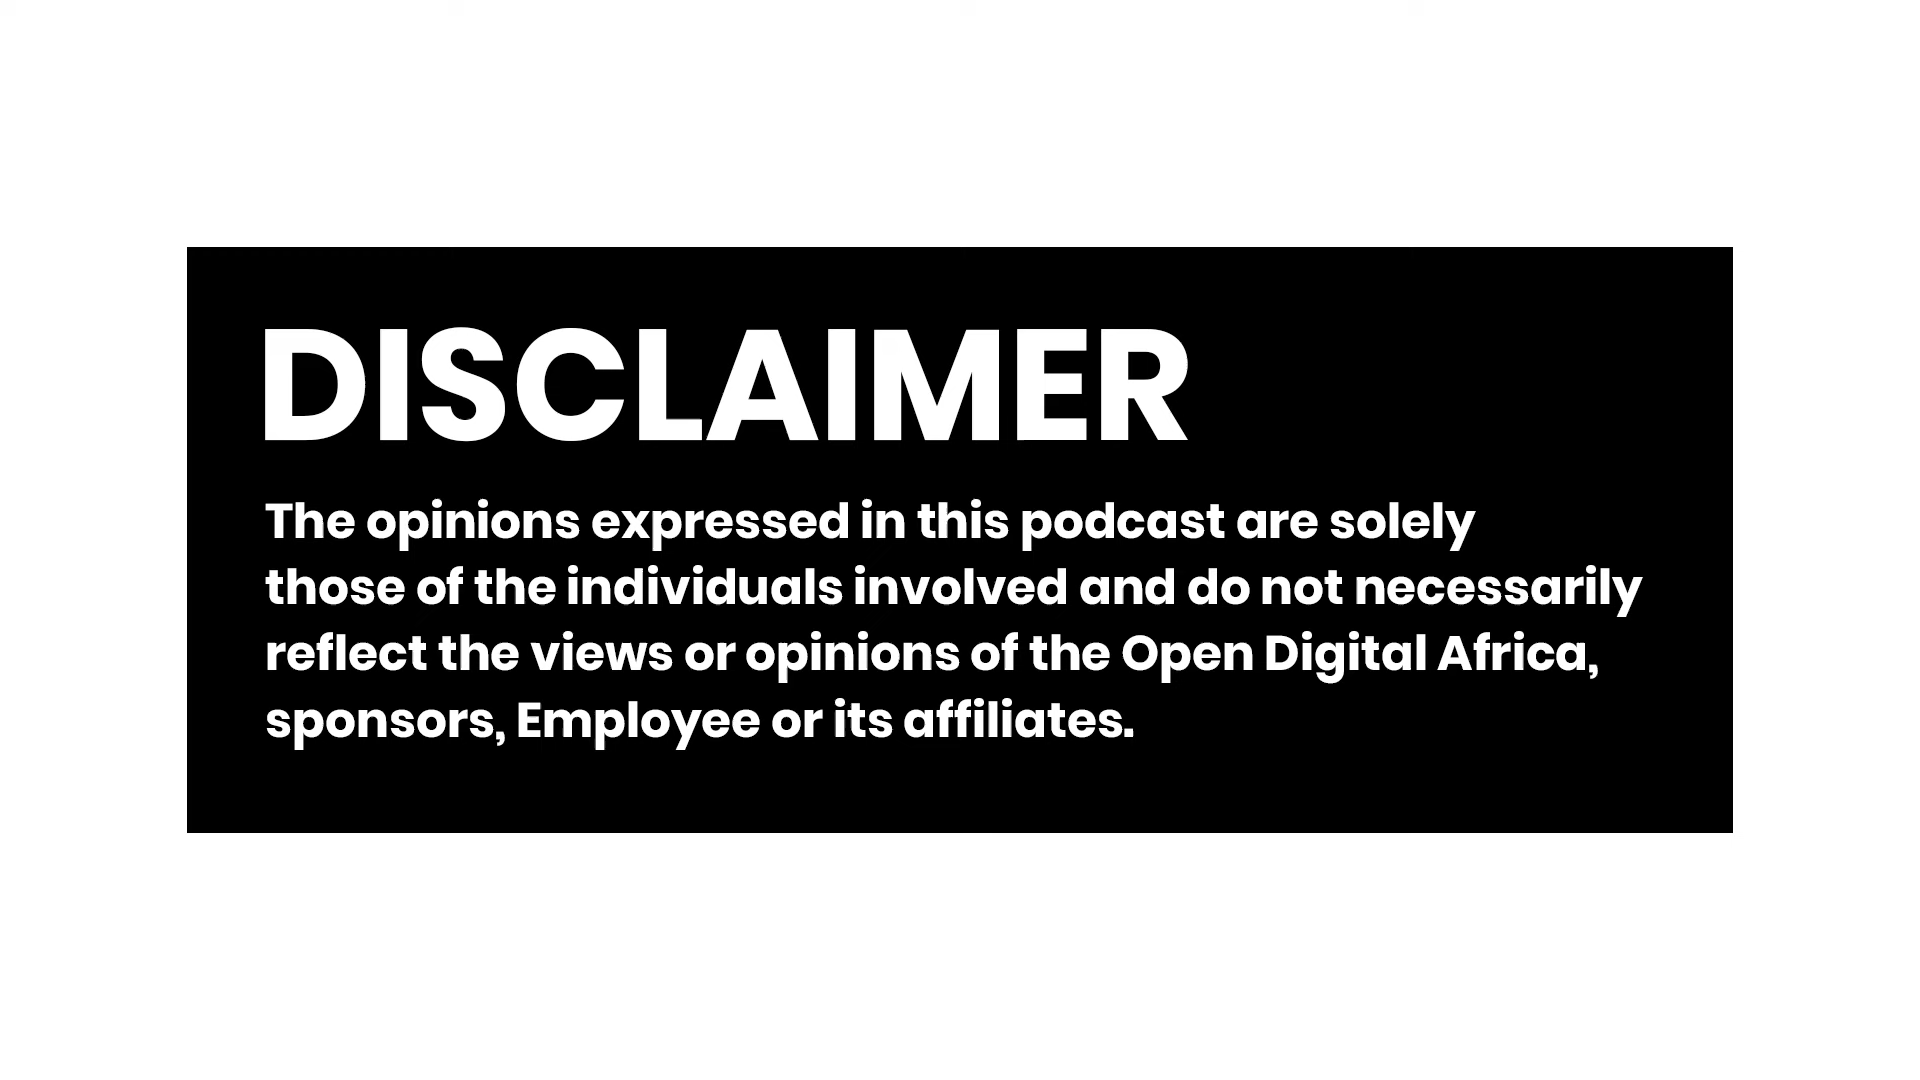 DISCLAIMER
The opinions expressed in this podcast are solely
those of the individuals involved and do not necessarily
reflect the views or opinions of the Open Digital Africa,
sponsors, Employee or its affiliates.